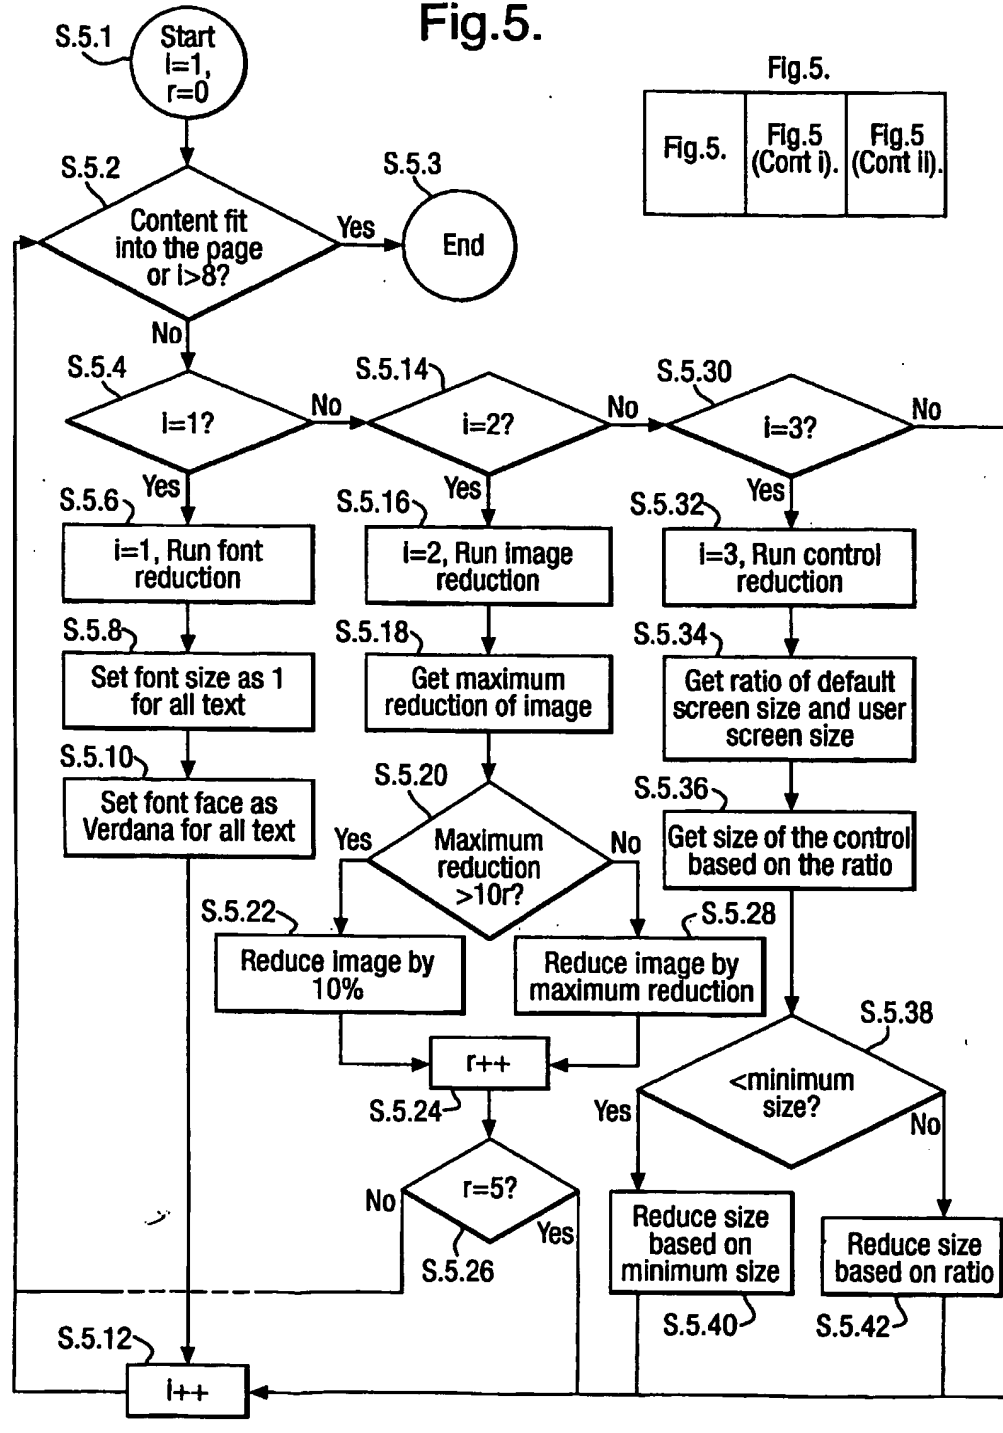 Fig.5.
S.5.1
Start
i=1,
r=0
Fig.5.
Fig.5.
Fig.5
(Cont i).
Fig.5
(Cont ii).
S.5.2
Content fit
into the page
or i>8?
Yes
S.5.3
End
No
S.5.4
i=1?
No
S.5.14
i=2?
No
S.5.30
i=3?
No
Yes
Yes
Yes
S.5.6
i=1, Run font
reduction
S.5.16
i=2, Run image
reduction
S.5.32
i=3, Run control
reduction
S.5.8
Set font size as 1
for all text
S.5.18
Get maximum
reduction of image
S.5.34
Get ratio of default
screen size and user
screen size
S.5.10
Set font face as
Verdana for all text
S.5.20
Maximum
reduction
>10r?
Yes
No
S.5.36
Get size of the control
based on the ratio
S.5.22
Reduce image by
10%
S.5.28
Reduce image by
maximum reduction
S.5.38
<minimum
size?
Yes
No
r++
S.5.24
r=5?
No
Yes
S.5.26
Reduce size
based on
minimum size
S.5.40
Reduce size
based on ratio
S.5.42
S.5.12
i++